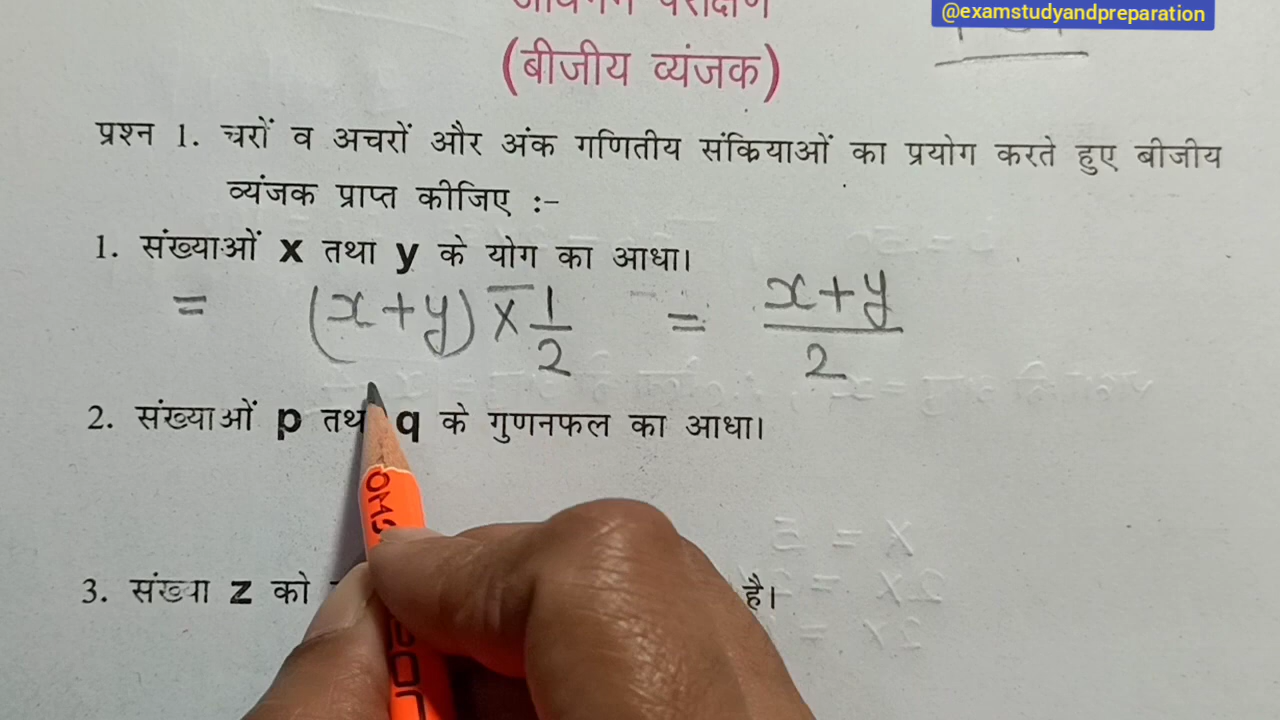 @examstudyandpreparation
(बीजीय व्यंजक)
प्रश्न 1. चरों व अचरों और अंक गणितीय संकियाओं का प्रयोग करते हुए बीजीय
व्यंजक प्राप्त कीजिए :-
1. संख्याओं x तथा y के योग का आधा।
= (x+y) × 1/2 = x+y/2
2. संख्याओं p q के गुणनफल का आधा।
3. संख्या z को है।